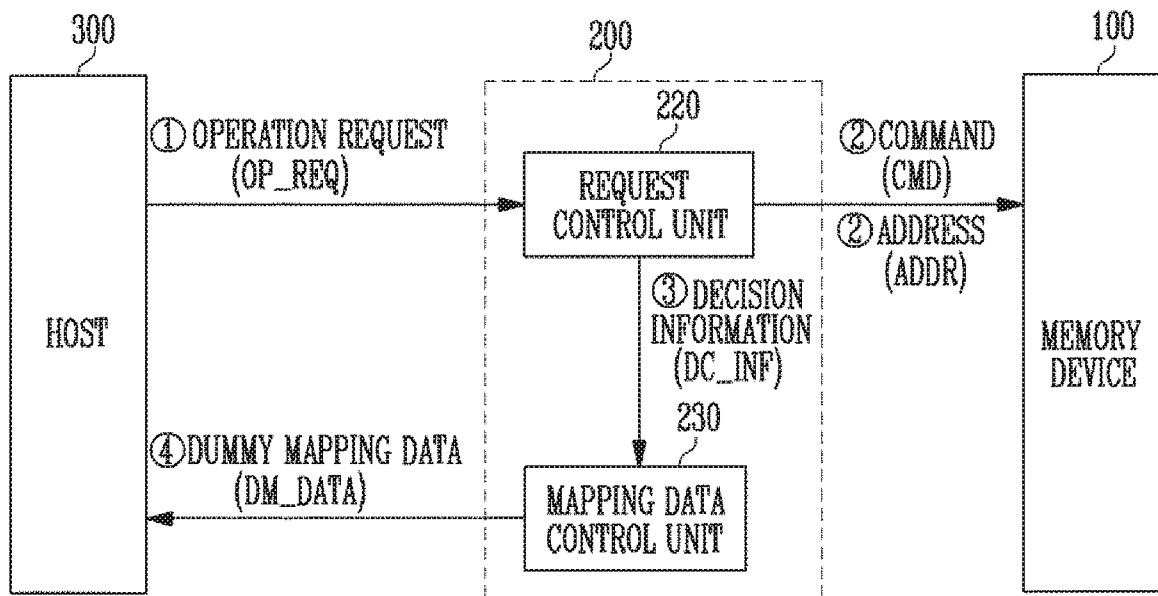 300
200
100
① OPERATION REQUEST
(OP_REQ)
220
REQUEST
CONTROL UNIT
② COMMAND
(CMD)
② ADDRESS
(ADDR)
③ DECISION
INFORMATION
(DC_INF)
HOST
MEMORY
DEVICE
④ DUMMY MAPPING DATA
(DM_DATA)
230
MAPPING DATA
CONTROL UNIT